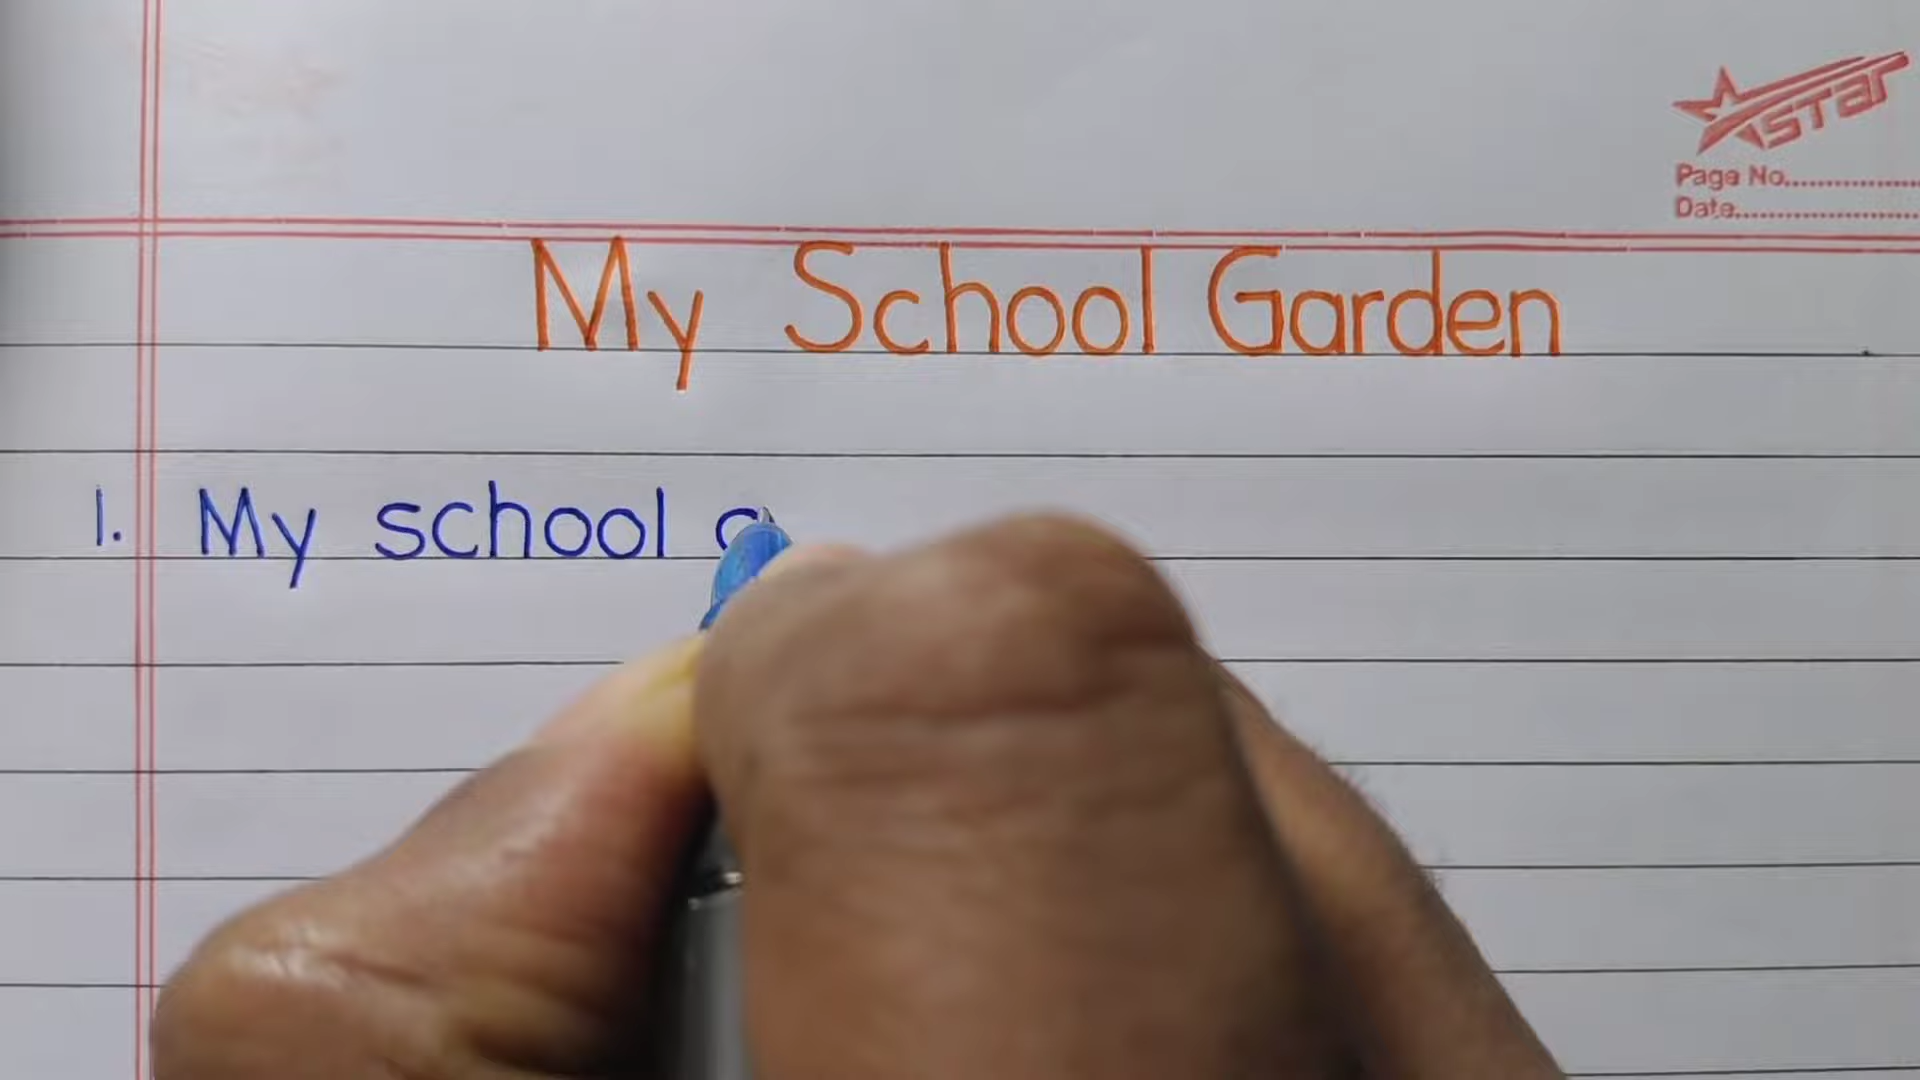 STAR
Page No..............
Date....................
My School Garden
1. My school